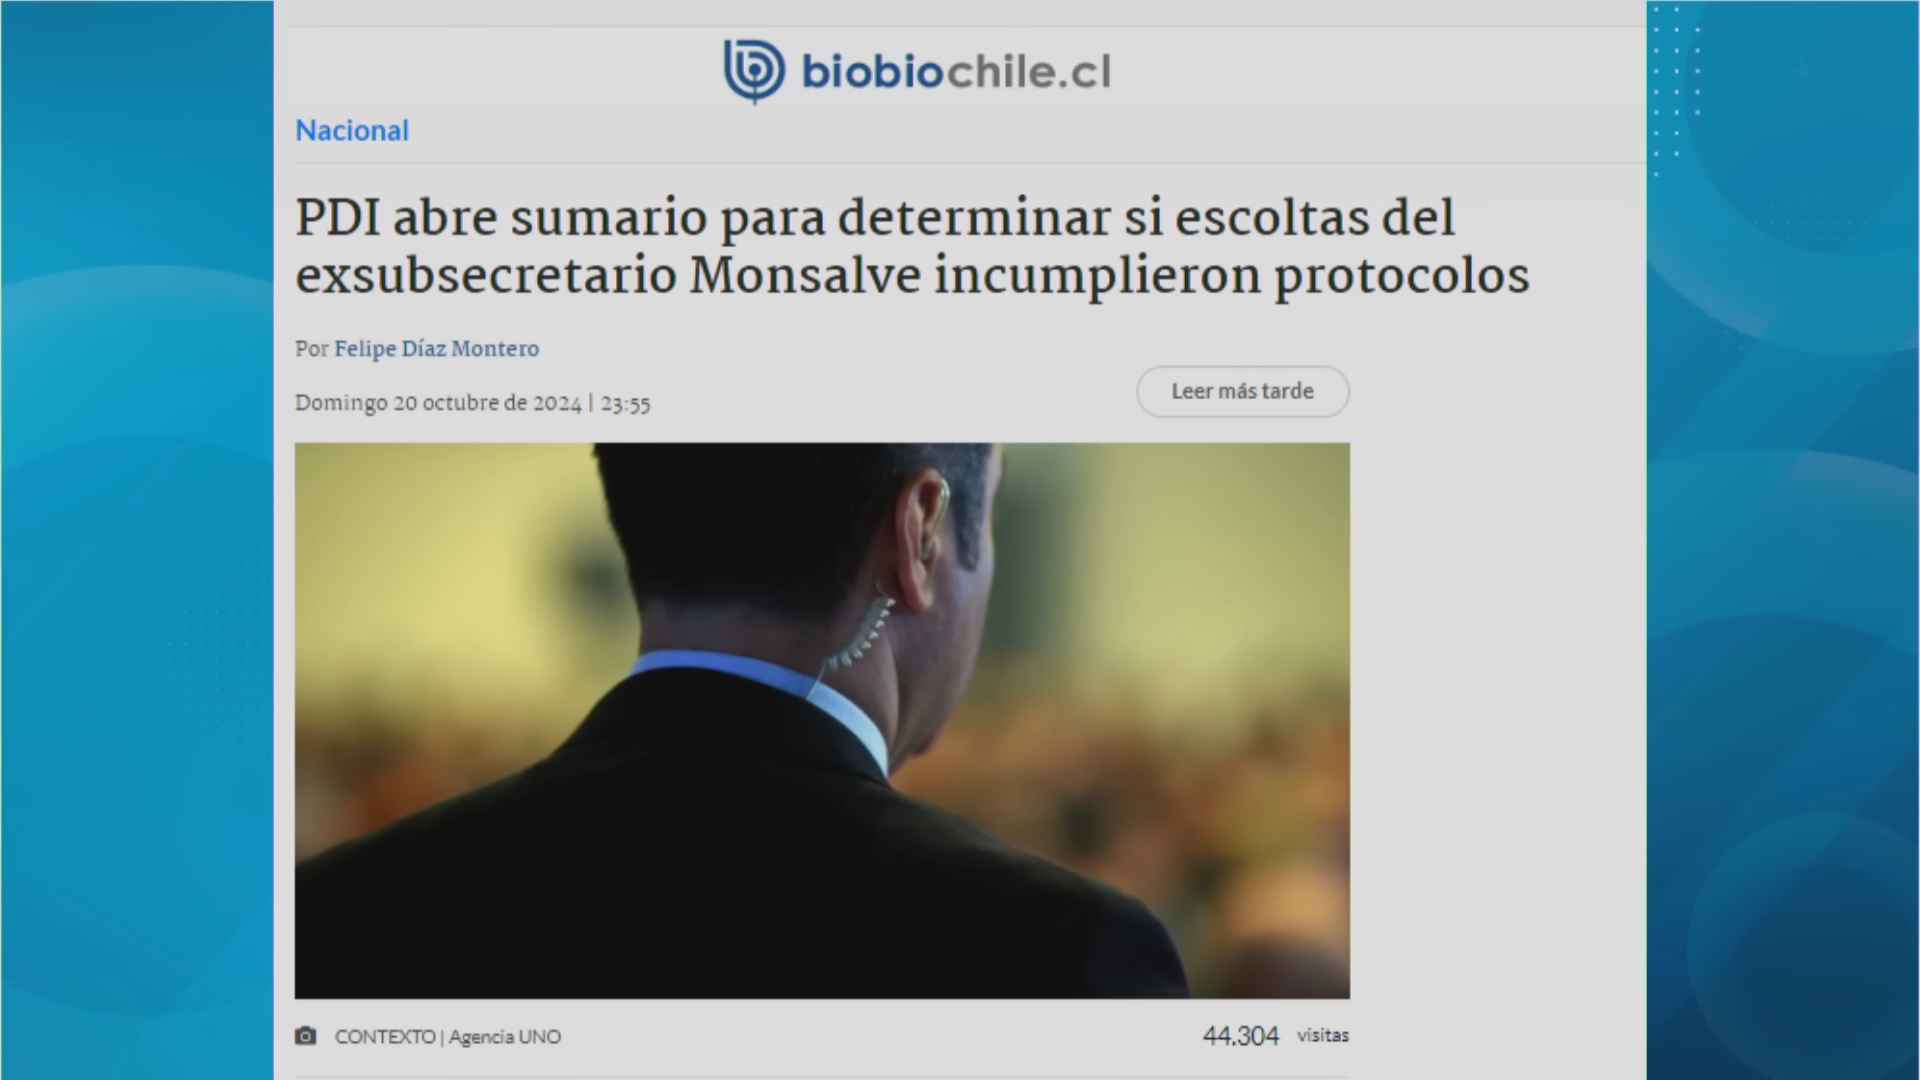 biobiochile.cl
Nacional
PDI abre sumario para determinar si escoltas del
exsubsecretario Monsalve incumplieron protocolos
Por Felipe Díaz Montero
Domingo 20 octubre de 2024 | 23:55
Leer más tarde
CONTEXTO | Agencia UNO
44.304 visitas